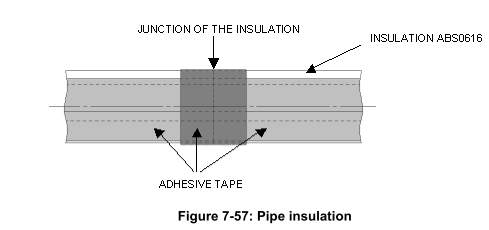 JUNCTION OF THE INSULATION
INSULATION ABS0616
ADHESIVE TAPE
Figure 7-57: Pipe insulation